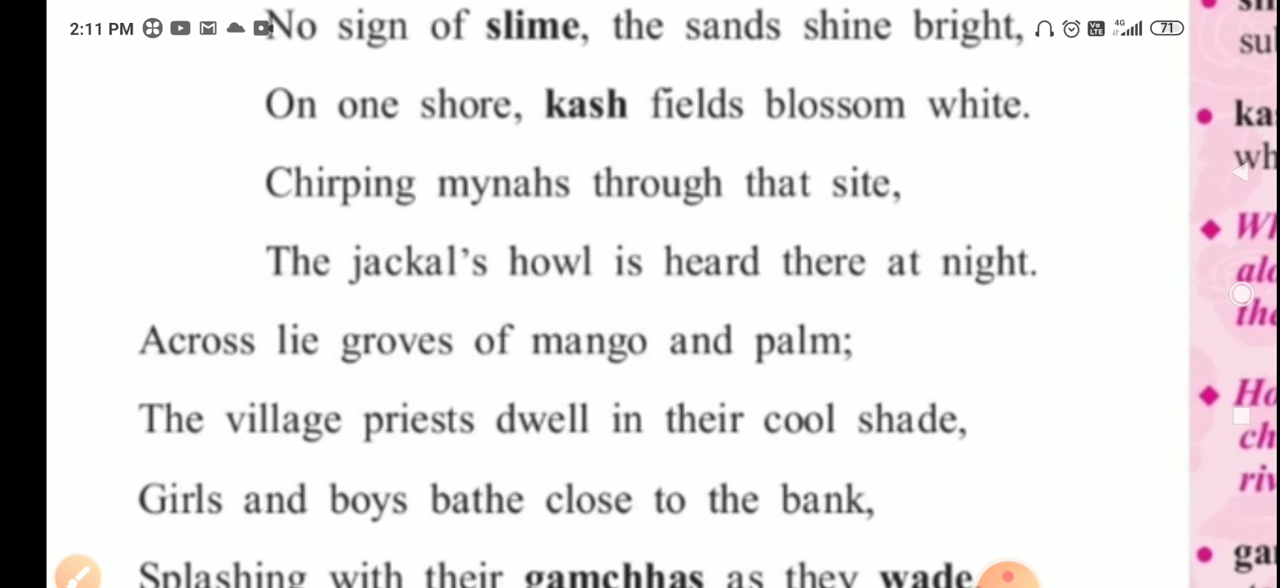 2:11 PM
4G
71
No sign of slime, the sands shine bright,
On one shore, kash fields blossom white.
Chirping mynahs through that site,
The jackal's howl is heard there at night.
Across lie groves of mango and palm;
The village priests dwell in their cool shade,
Girls and boys bathe close to the bank,
Splashing with their gamchhas as they wade